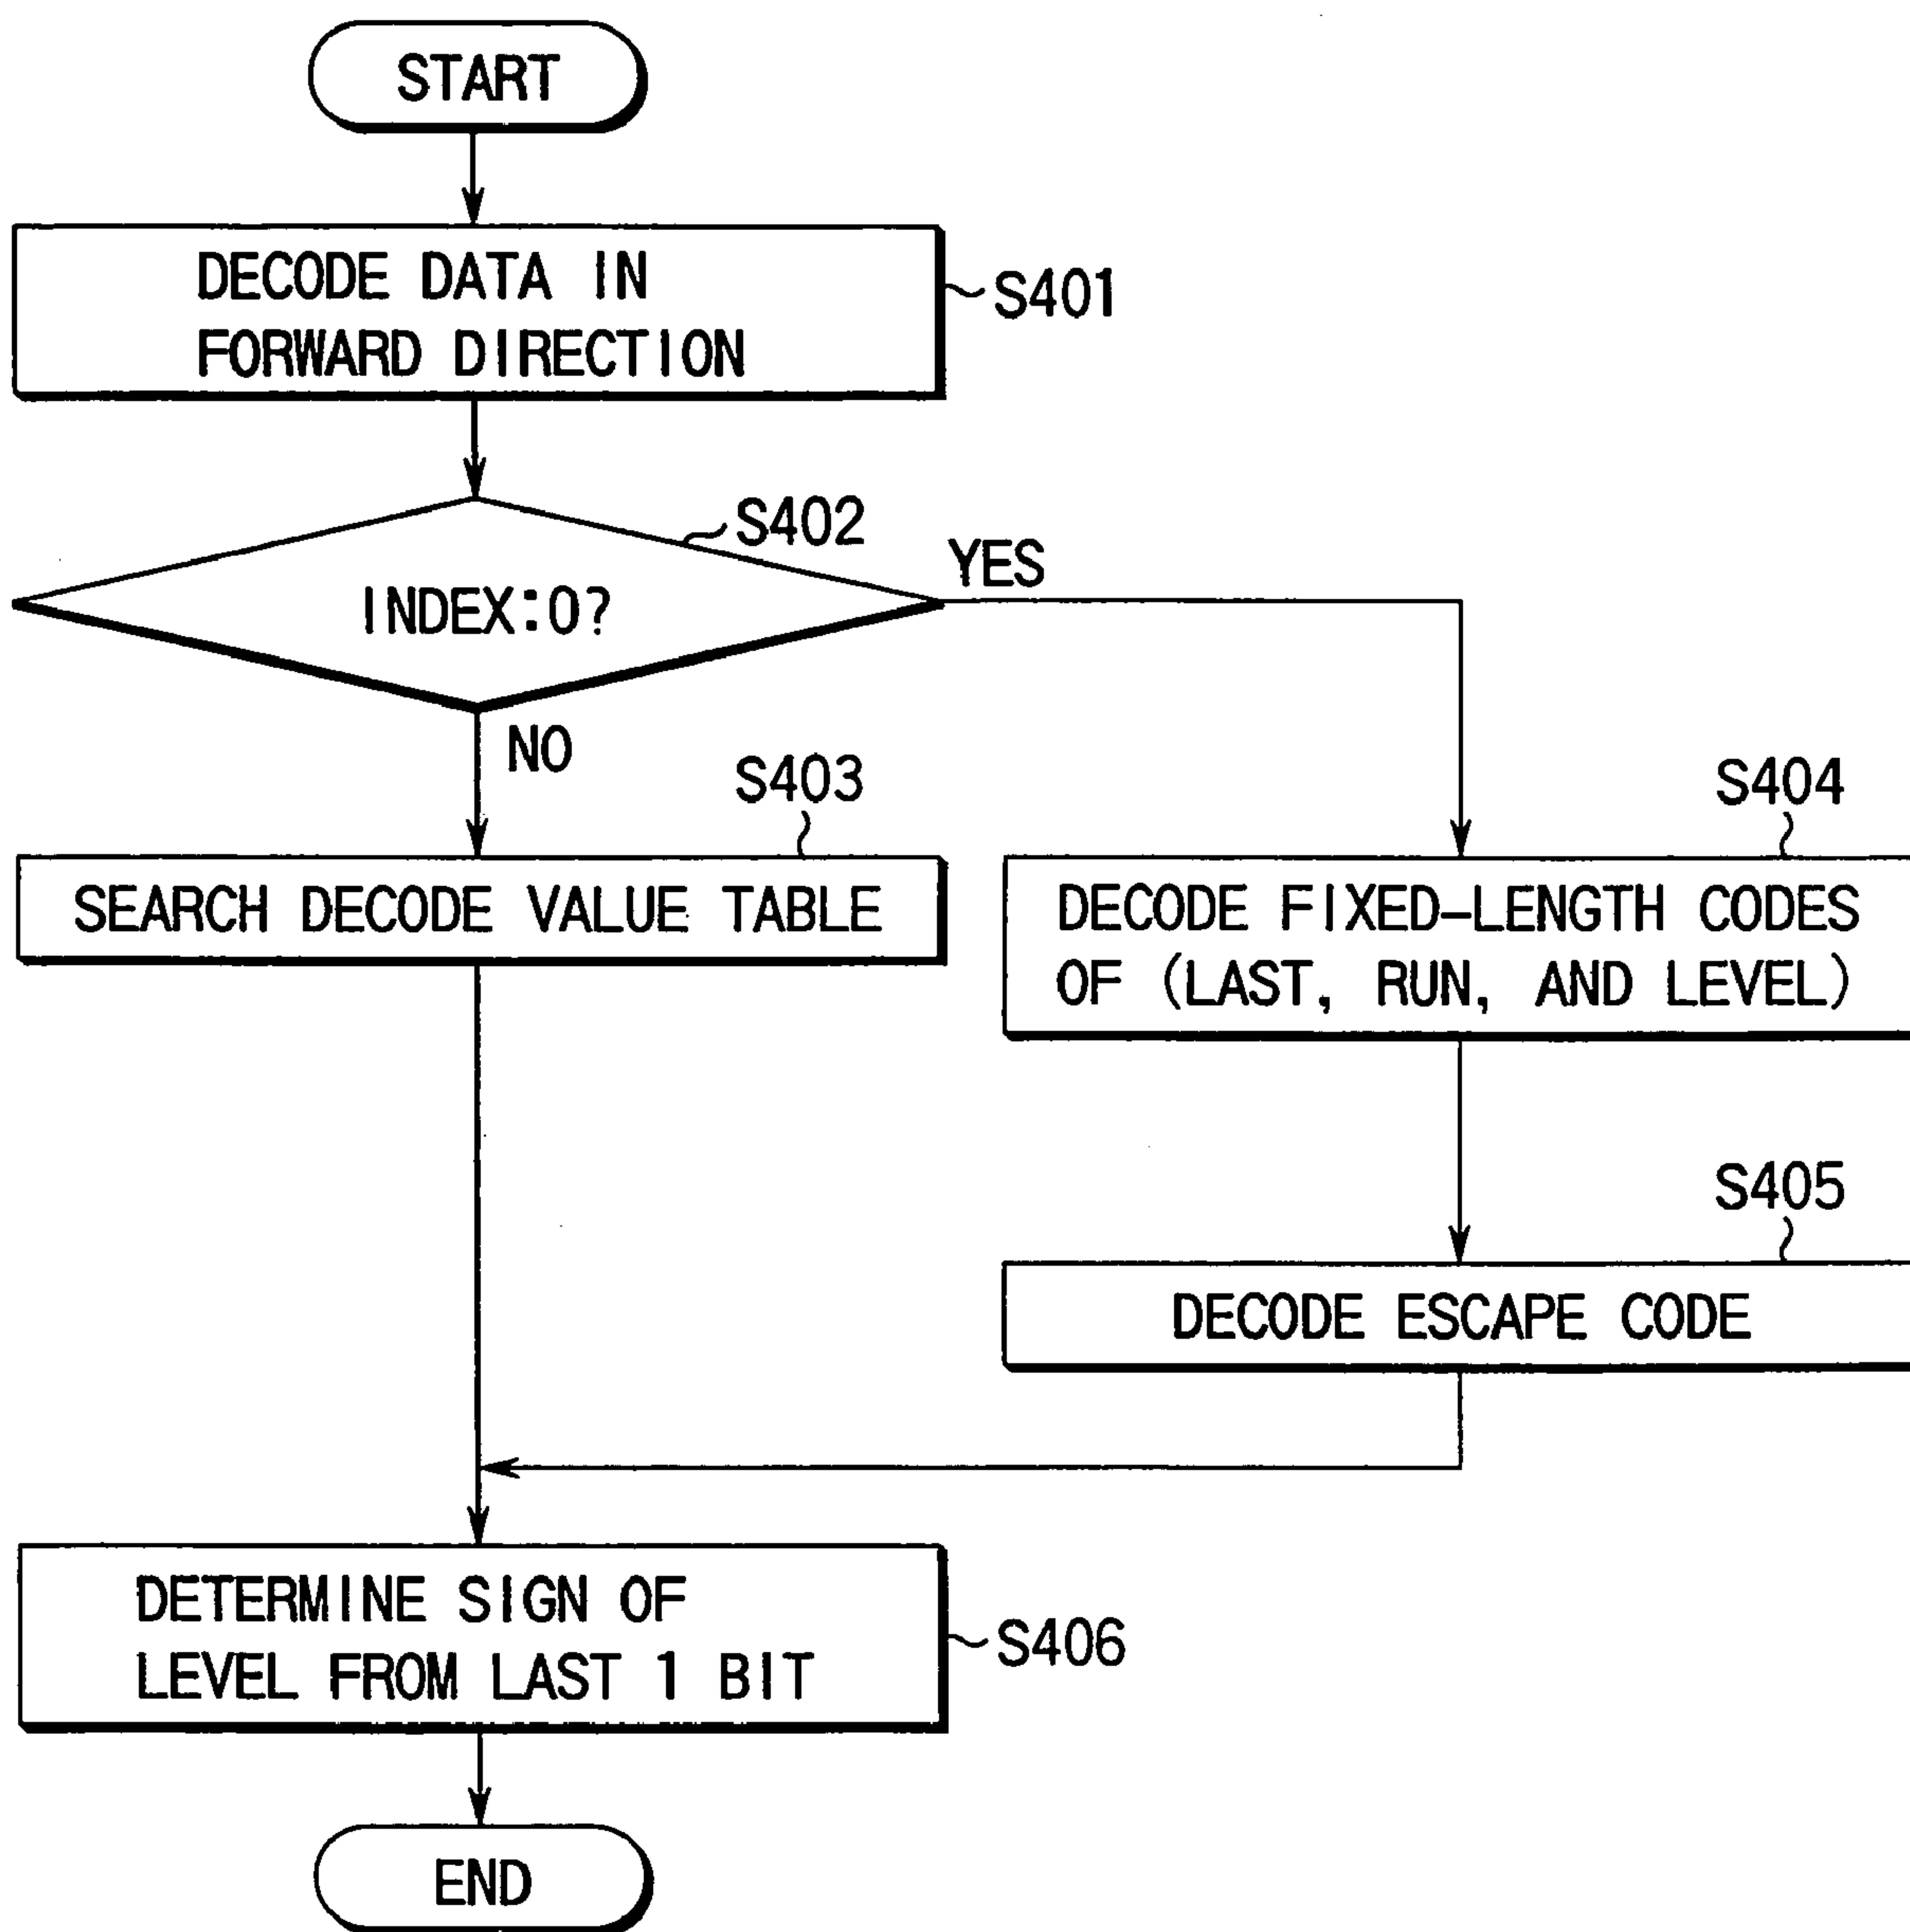 START
DECODE DATA IN
FORWARD DIRECTION
S401
S402
YES
INDEX:0?
NO
S403
S404
SEARCH DECODE VALUE TABLE
DECODE FIXED-LENGTH CODES
OF (LAST, RUN, AND LEVEL)
S405
DECODE ESCAPE CODE
DETERMINE SIGN OF
LEVEL FROM LAST 1 BIT
S406
END